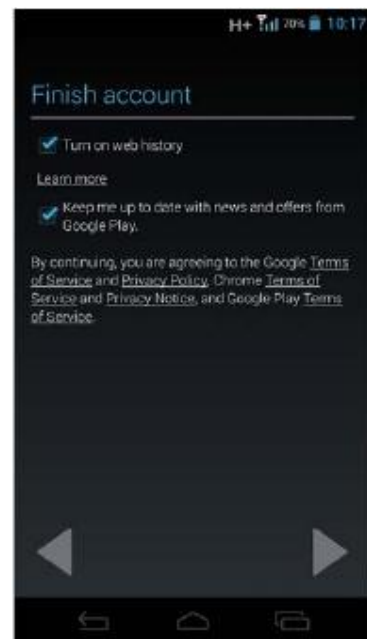 H+ 70% 10:17
Finish account
Turn on web history
Learn more
Keep me up to date with news and offers from
Google Play.
By continuing, you are agreeing to the Google Terms
of Service and Privacy Policy, Chrome Terms of
Service and Privacy Notice, and Google Play Terms
of Service.